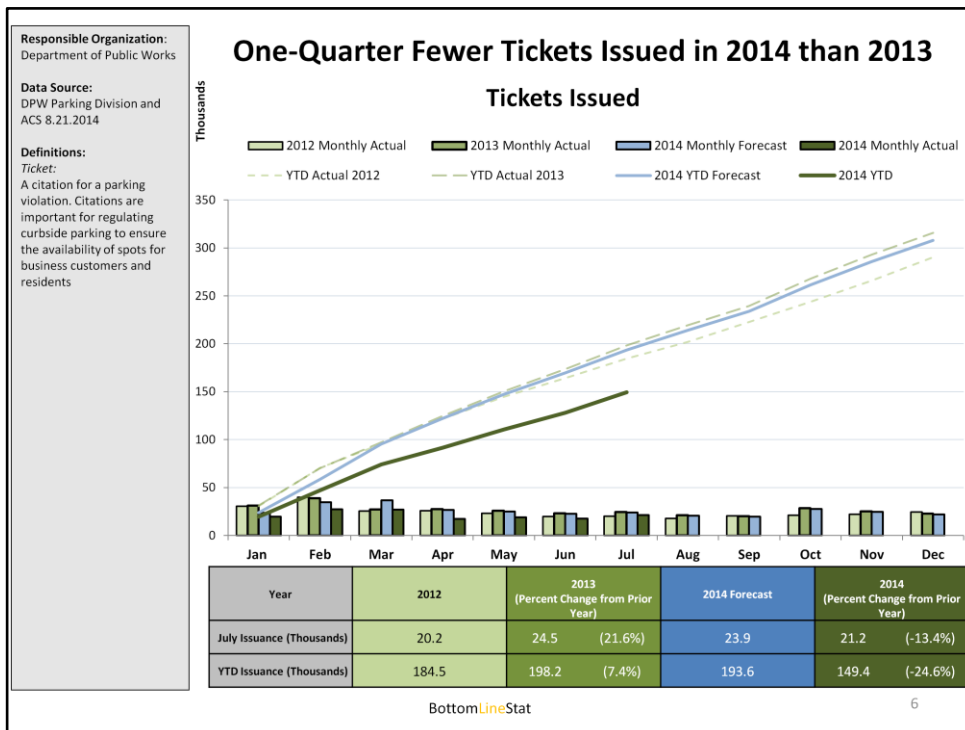 Responsible Organization:
Department of Public Works
Data Source:
DPW Parking Division and
ACS 8.21.2014
Definitions:
Ticket:
A citation for a parking
violation. Citations are
important for regulating
curbside parking to ensure
the availability of spots for
business customers and
residents
One-Quarter Fewer Tickets Issued in 2014 than 2013
Tickets Issued
Thousands
2012 Monthly Actual 2013 Monthly Actual 2014 Monthly Forecast 2014 Monthly Actual
YTD Actual 2012 YTD Actual 2013 2014 YTD Forecast 2014 YTD
350
300
250
200
150
100
50
0
Jan Feb Mar Apr May Jun Jul Aug Sep Oct Nov Dec
Year 2012 2013 (Percent Change from Prior Year) 2014 Forecast 2014 (Percent Change from Prior Year)
July Issuance (Thousands) 20.2 24.5 (21.6%) 23.9 21.2 (-13.4%)
YTD Issuance (Thousands) 184.5 198.2 (7.4%) 193.6 149.4 (-24.6%)
BottomLineStat
6